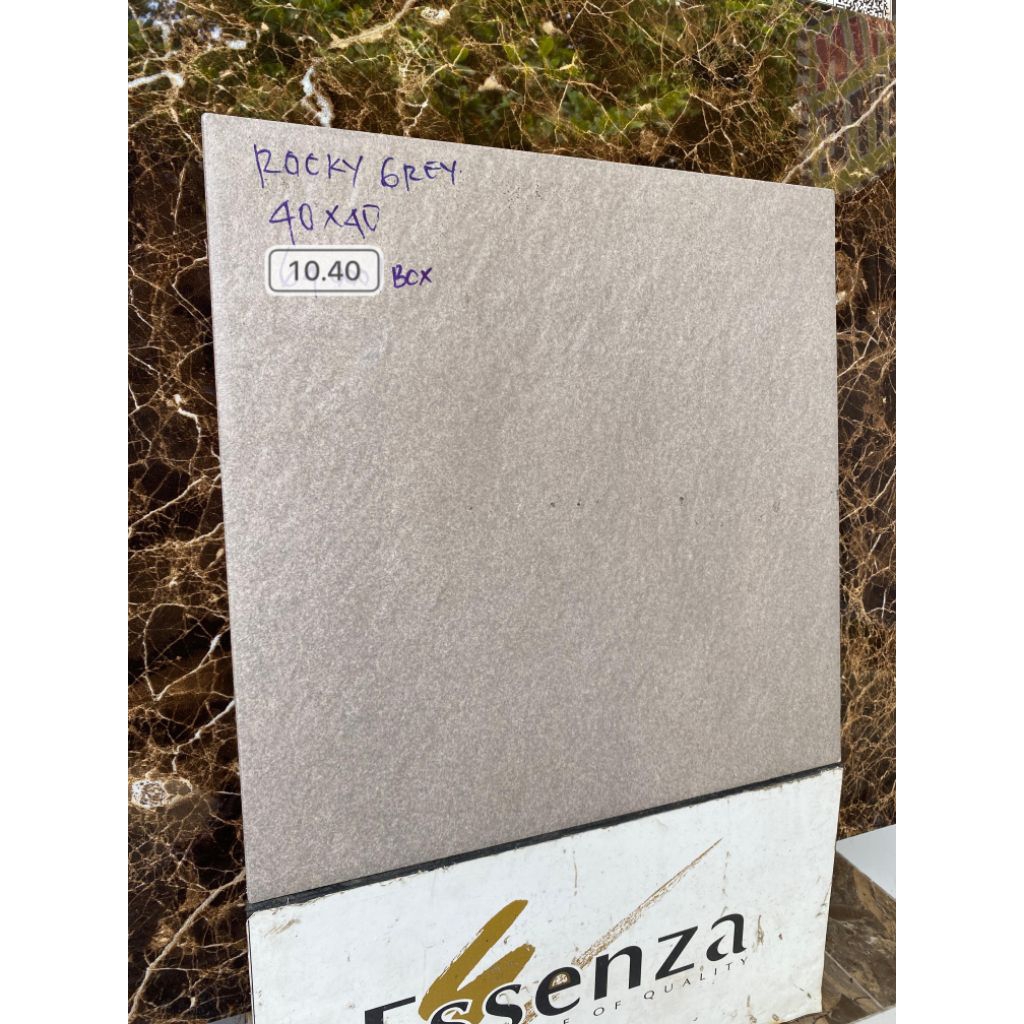 ROCKY GREY.
40x40
10.40 BOX
Essenza
OF QUALITY